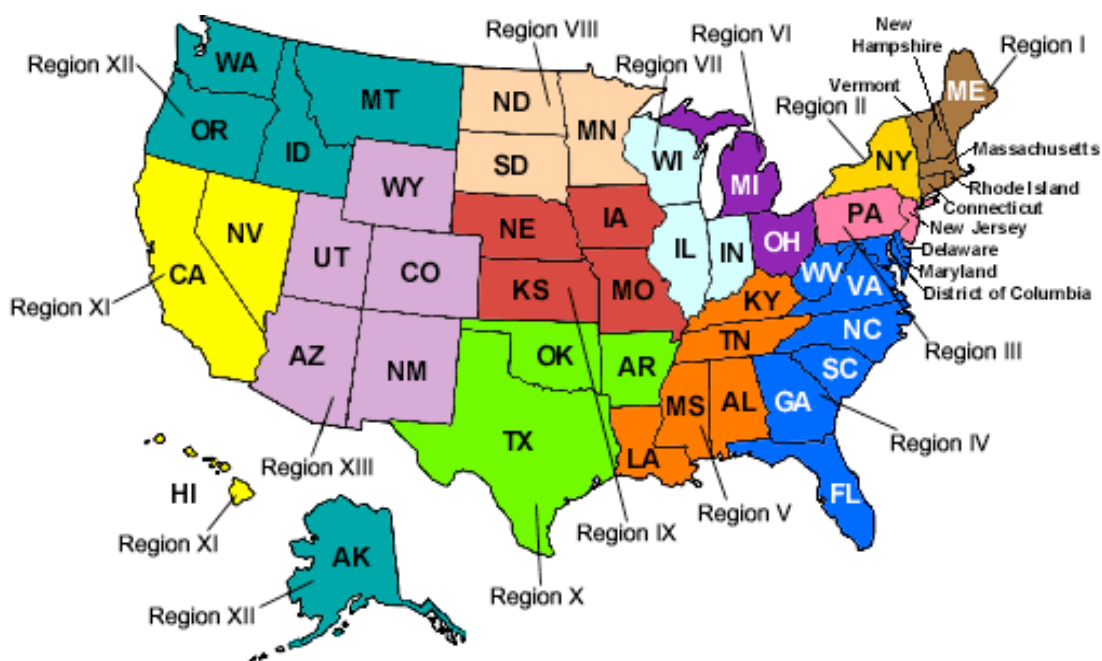 New
Hampshire
Region I
Region VIII
Region VI
Region XII
Region VII
Vermont
WA
ME
MT
ND
Region II
OR
MN
Massachusetts
ID
WI
NY
SD
MI
WY
Rhode Island
Connecticut
PA
IA
New Jersey
NE
NV
OH
UT
IL
IN
Delaware
CA
CO
WV
Maryland
KS
MO
VA
District of Columbia
Region XI
KY
NC
TN
Region III
AZ
OK
AR
SC
NM
MS
AL
GA
TX
Region IV
LA
Region XIII
HI
FL
Region V
Region IX
Region XI
AK
Region X
Region XII